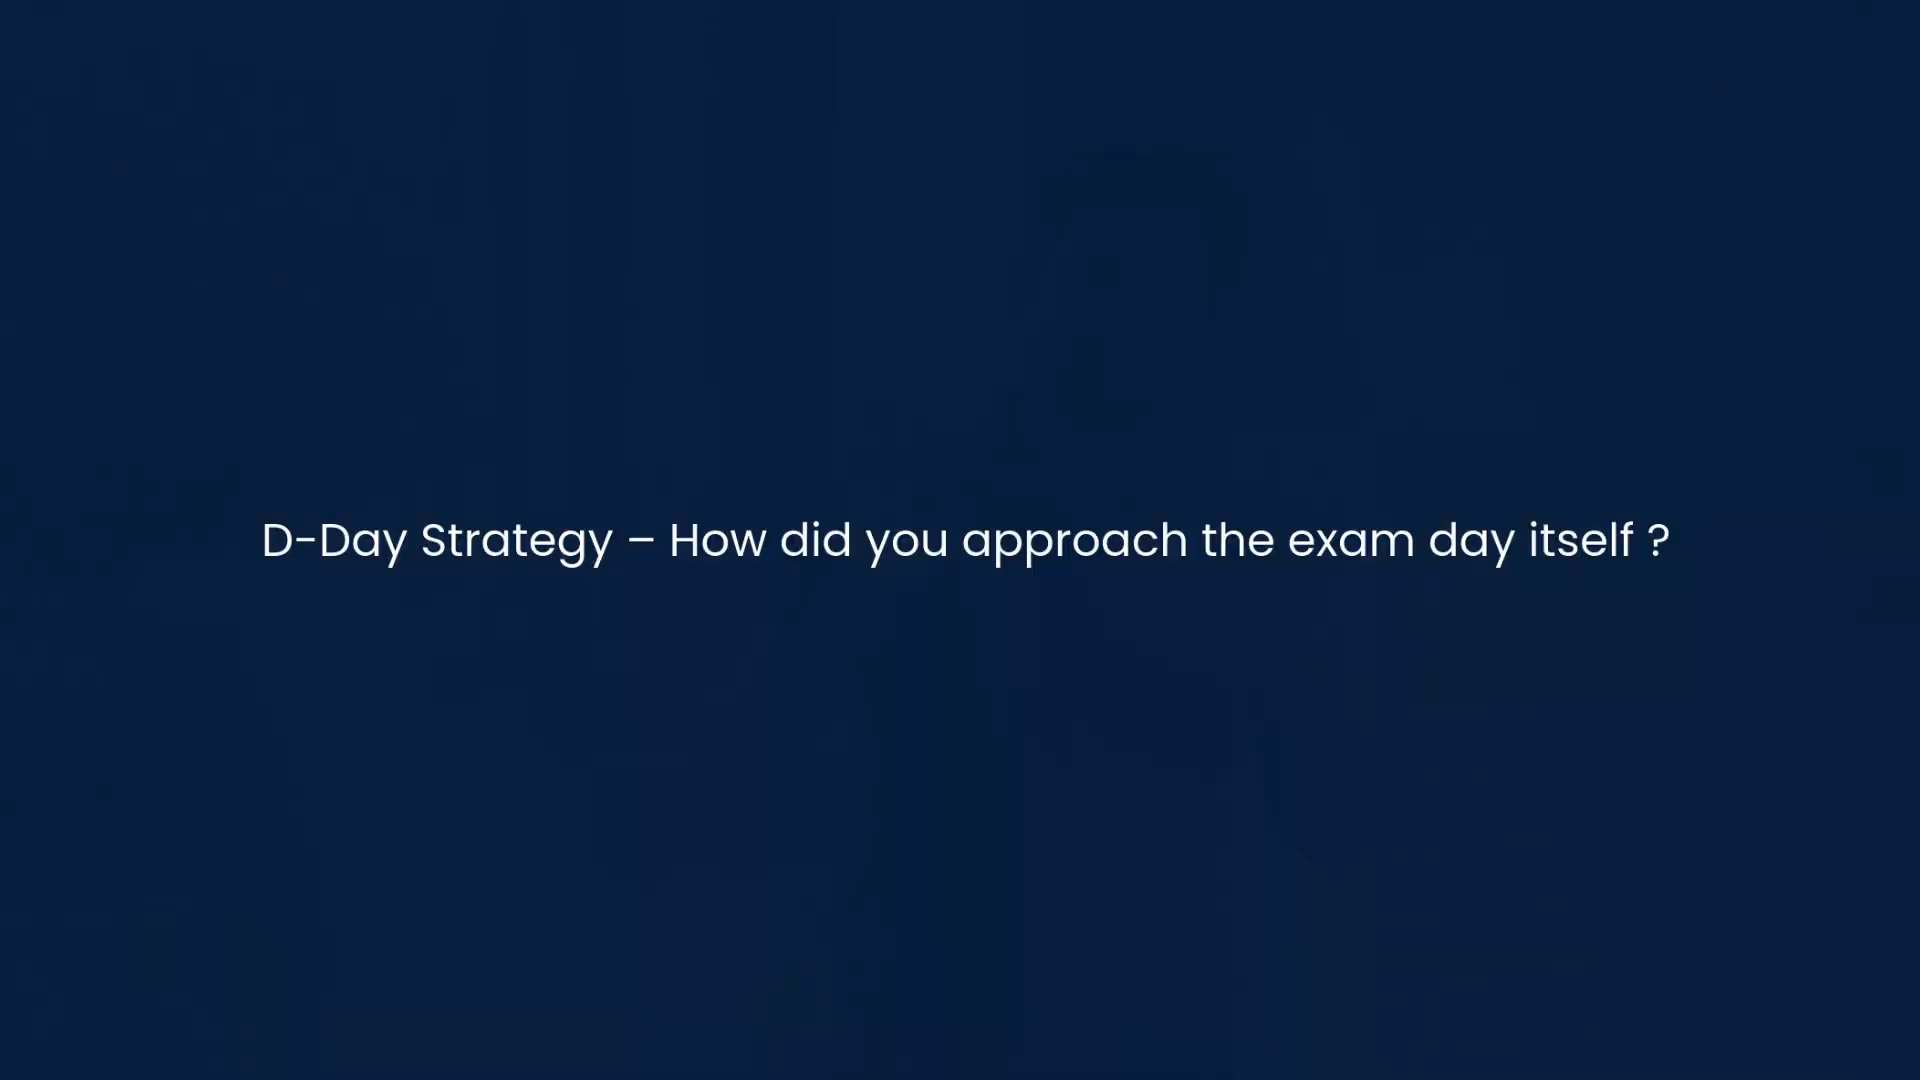 D-Day Strategy – How did you approach the exam day itself ?